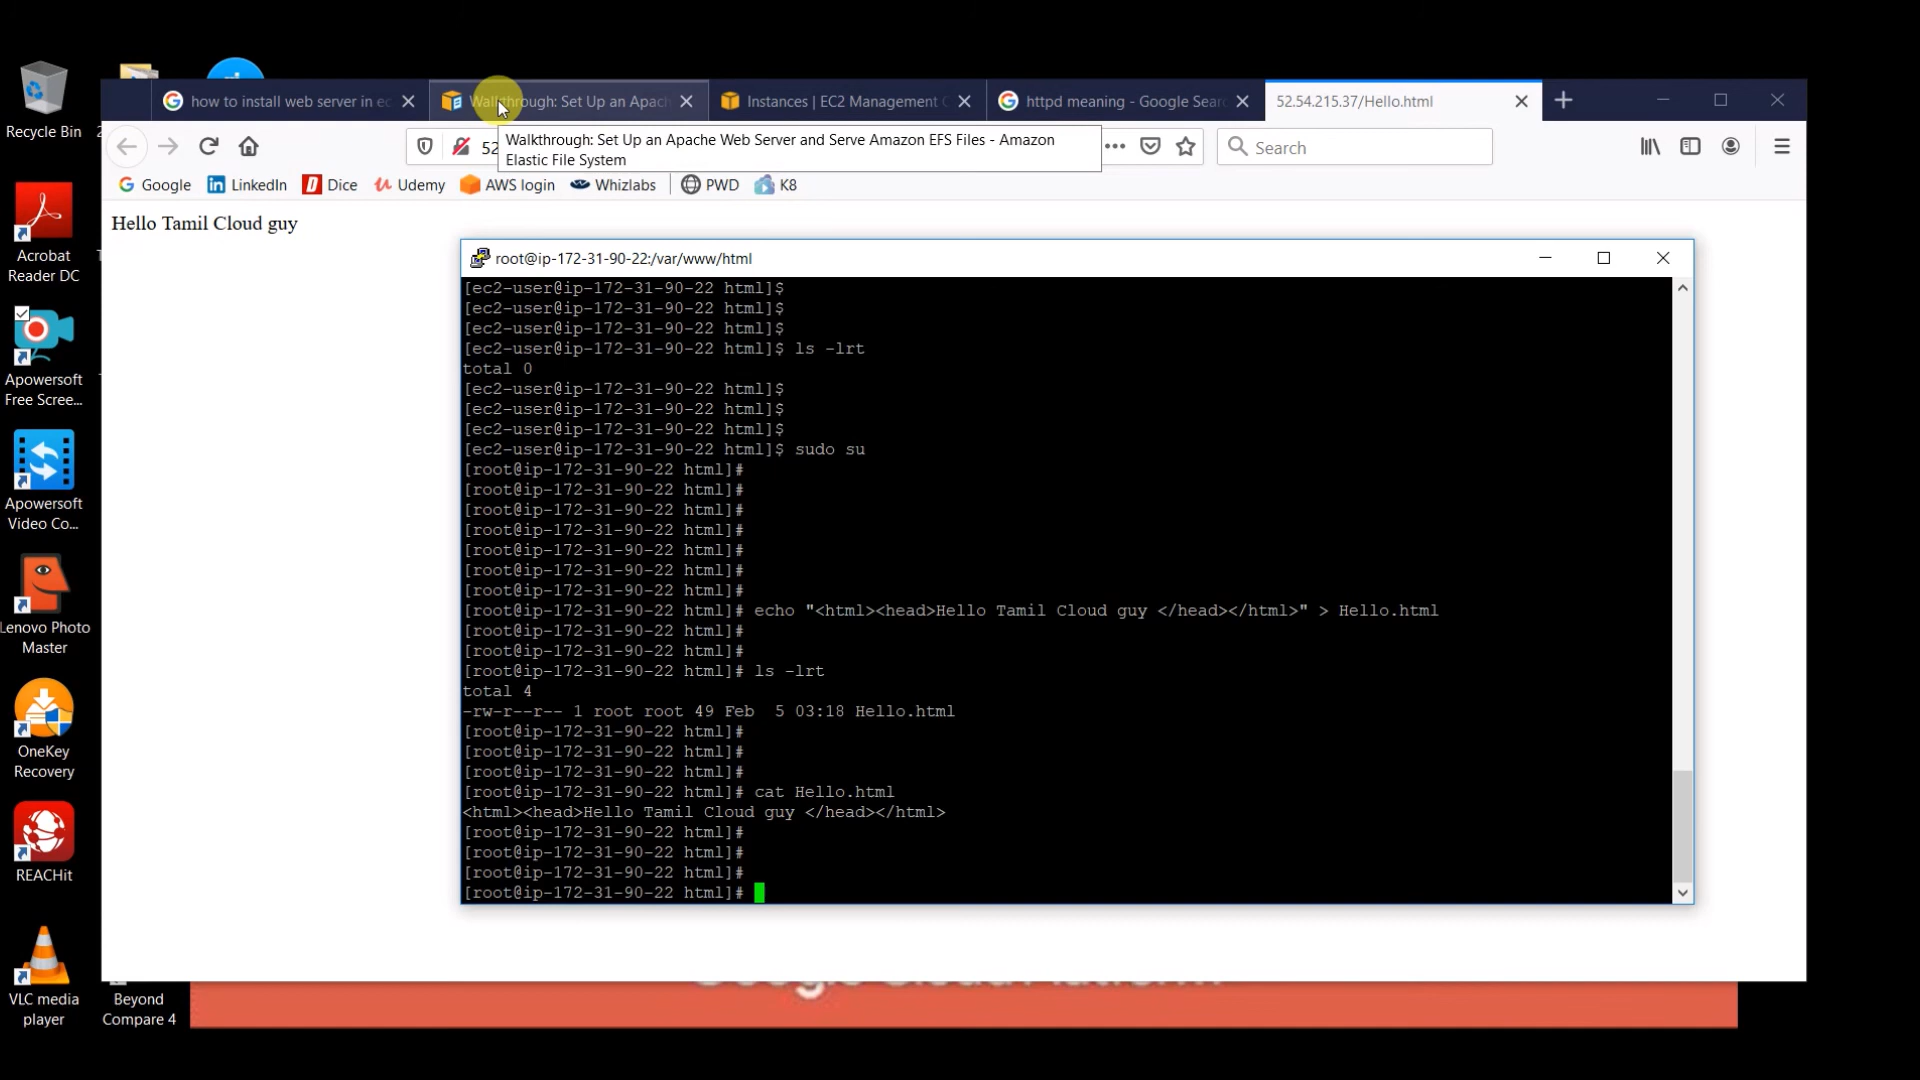 how to install web server in ec
Walkthrough: Set Up an Apach
Instances | EC2 Management C
httpd meaning - Google Sear
52.54.215.37/Hello.html
52
Walkthrough: Set Up an Apache Web Server and Serve Amazon EFS Files - Amazon
Elastic File System
Search
Google
LinkedIn
Dice
Udemy
AWS login
Whizlabs
PWD
K8
Hello Tamil Cloud guy
root@ip-172-31-90-22:/var/www/html
[ec2-user@ip-172-31-90-22 html]$
[ec2-user@ip-172-31-90-22 html]$
[ec2-user@ip-172-31-90-22 html]$
[ec2-user@ip-172-31-90-22 html]$ ls -lrt
total 0
[ec2-user@ip-172-31-90-22 html]$
[ec2-user@ip-172-31-90-22 html]$
[ec2-user@ip-172-31-90-22 html]$
[ec2-user@ip-172-31-90-22 html]$ sudo su
[root@ip-172-31-90-22 html]#
[root@ip-172-31-90-22 html]#
[root@ip-172-31-90-22 html]#
[root@ip-172-31-90-22 html]#
[root@ip-172-31-90-22 html]#
[root@ip-172-31-90-22 html]#
[root@ip-172-31-90-22 html]#
[root@ip-172-31-90-22 html]# echo "<html><head>Hello Tamil Cloud guy </head></html>" > Hello.html
[root@ip-172-31-90-22 html]#
[root@ip-172-31-90-22 html]#
[root@ip-172-31-90-22 html]# ls -lrt
total 4
-rw-r--r-- 1 root root 49 Feb  5 03:18 Hello.html
[root@ip-172-31-90-22 html]#
[root@ip-172-31-90-22 html]#
[root@ip-172-31-90-22 html]#
[root@ip-172-31-90-22 html]# cat Hello.html
<html><head>Hello Tamil Cloud guy </head></html>
[root@ip-172-31-90-22 html]#
[root@ip-172-31-90-22 html]#
[root@ip-172-31-90-22 html]#
[root@ip-172-31-90-22 html]#
Recycle Bin
Acrobat
Reader DC
Apowersoft
Free Scree...
Apowersoft
Video Co...
Lenovo Photo
Master
OneKey
Recovery
REACHit
VLC media
player
Beyond
Compare 4